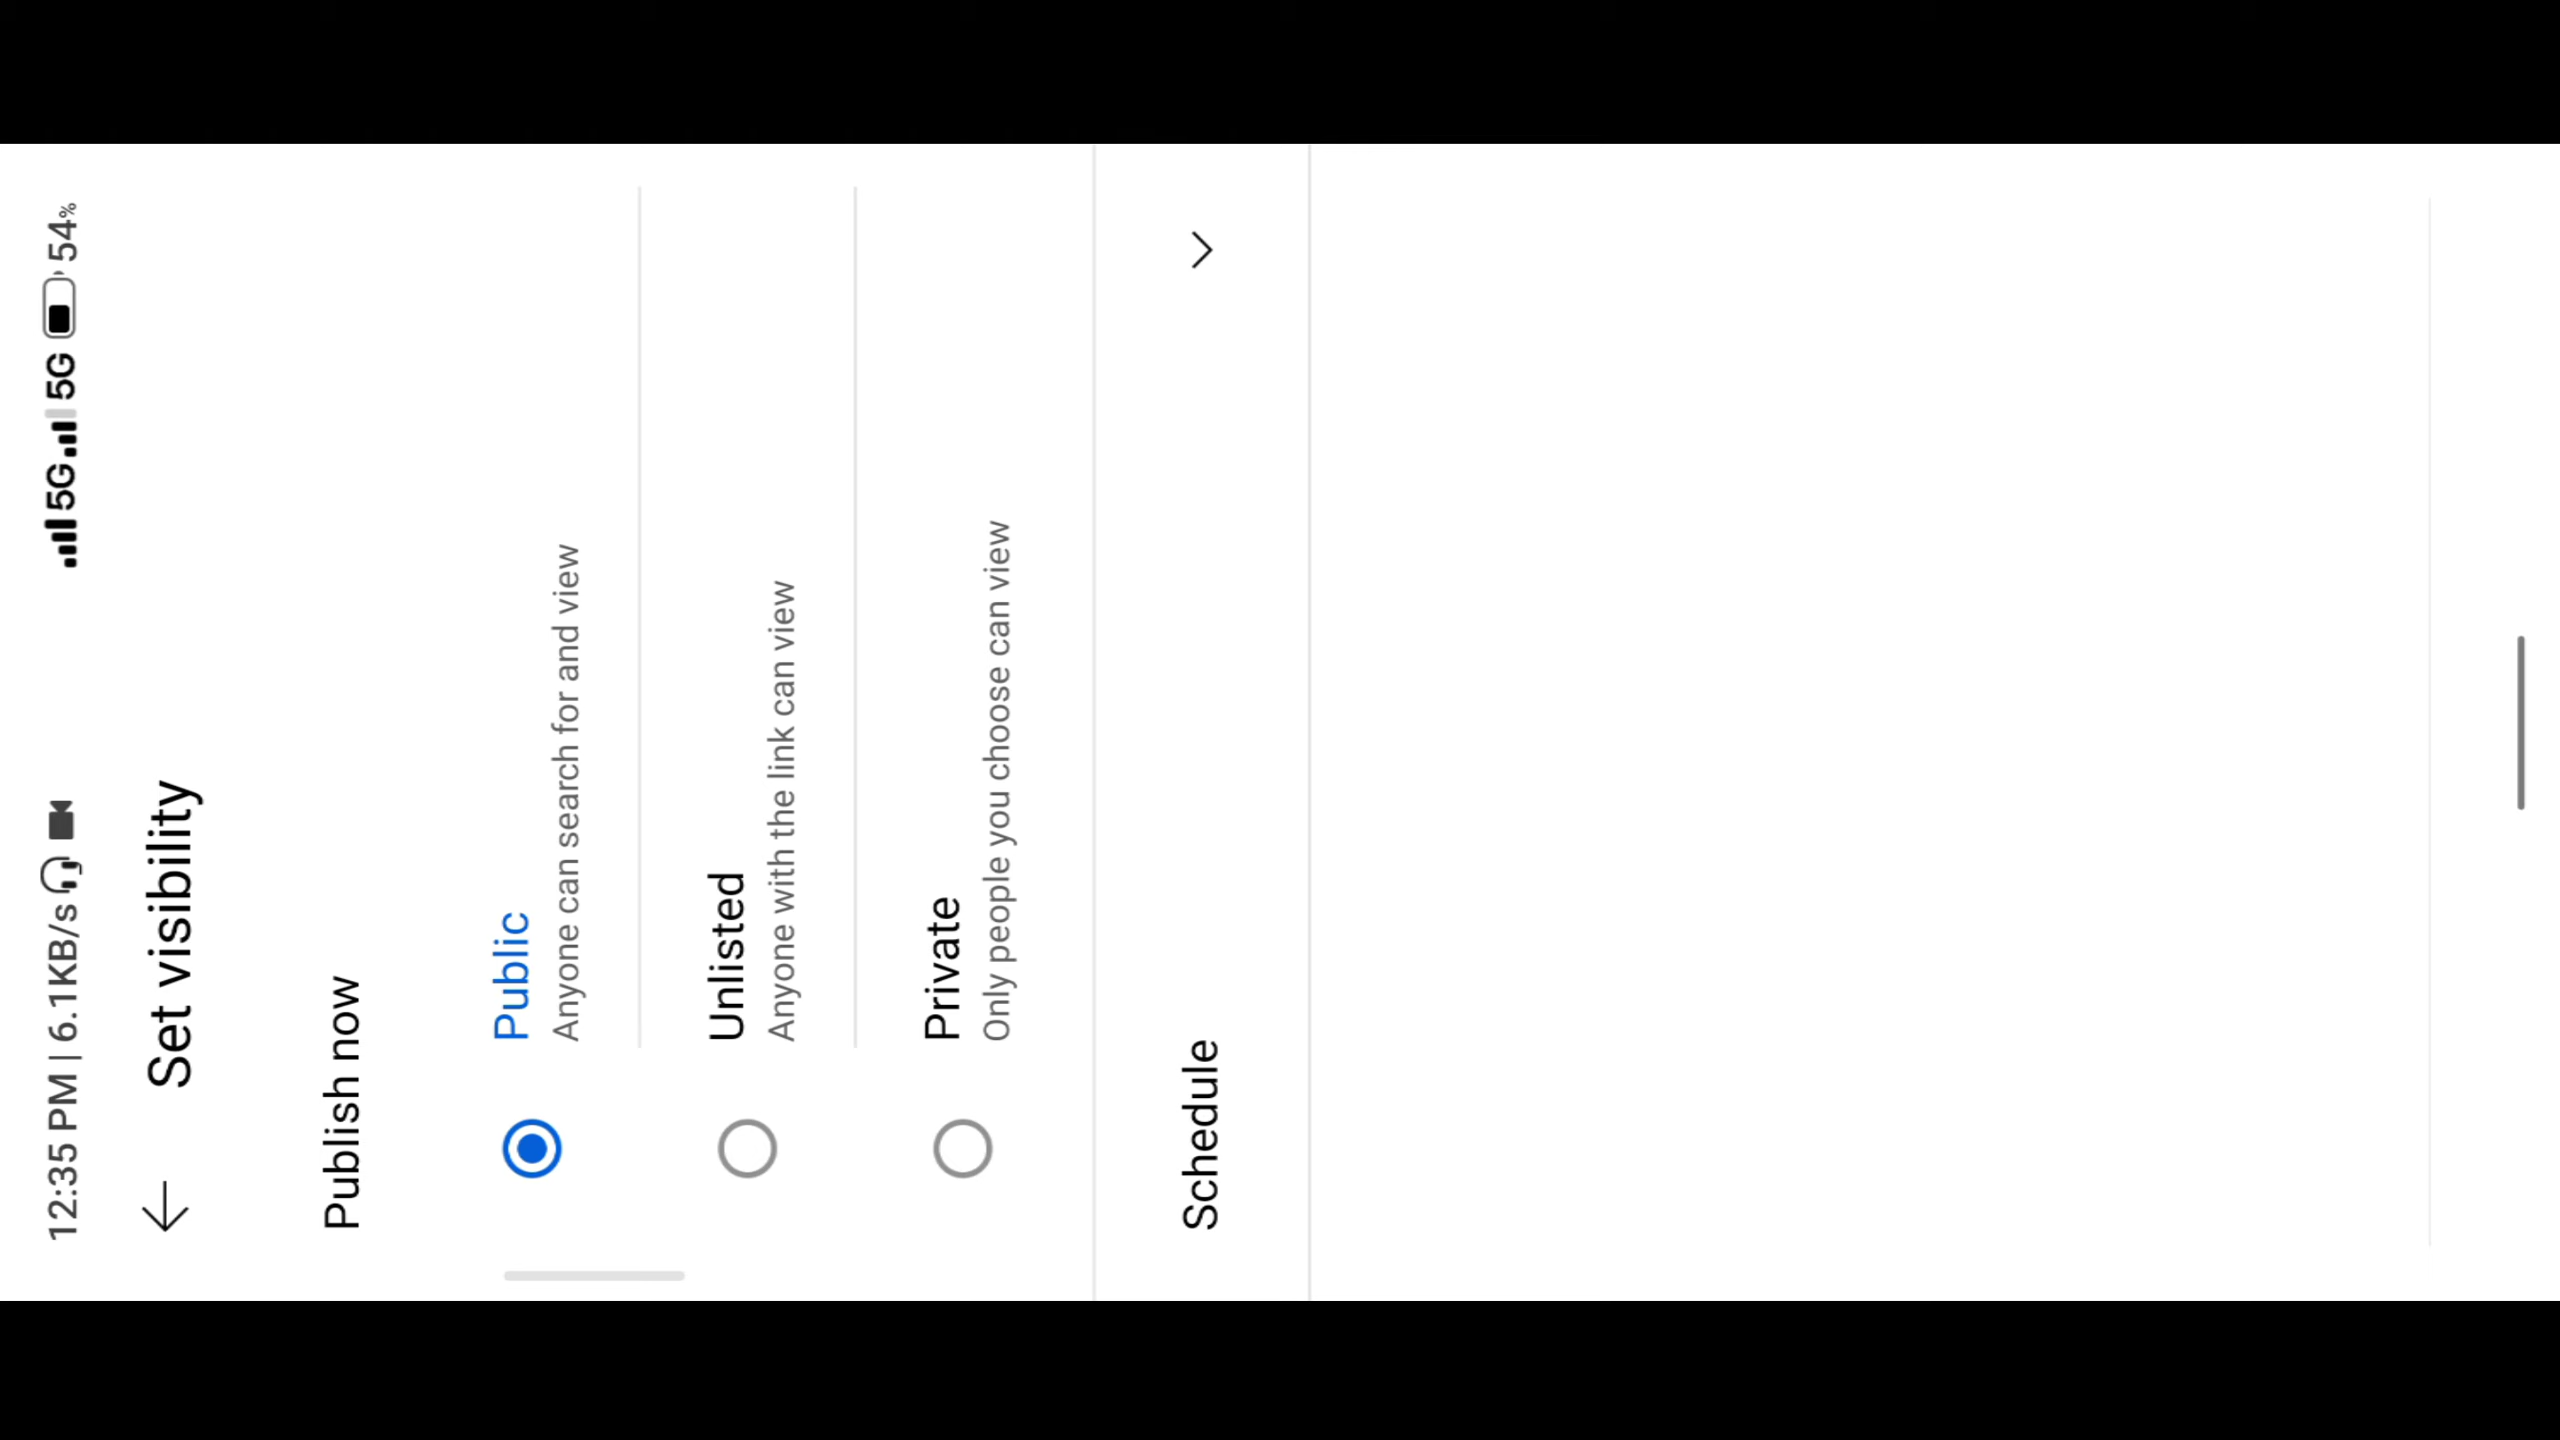 12:35 PM | 6.1KB/s 5G 5G 54%
Set visibility
Publish now
Public
Anyone can search for and view
Unlisted
Anyone with the link can view
Private
Only people you choose can view
Schedule